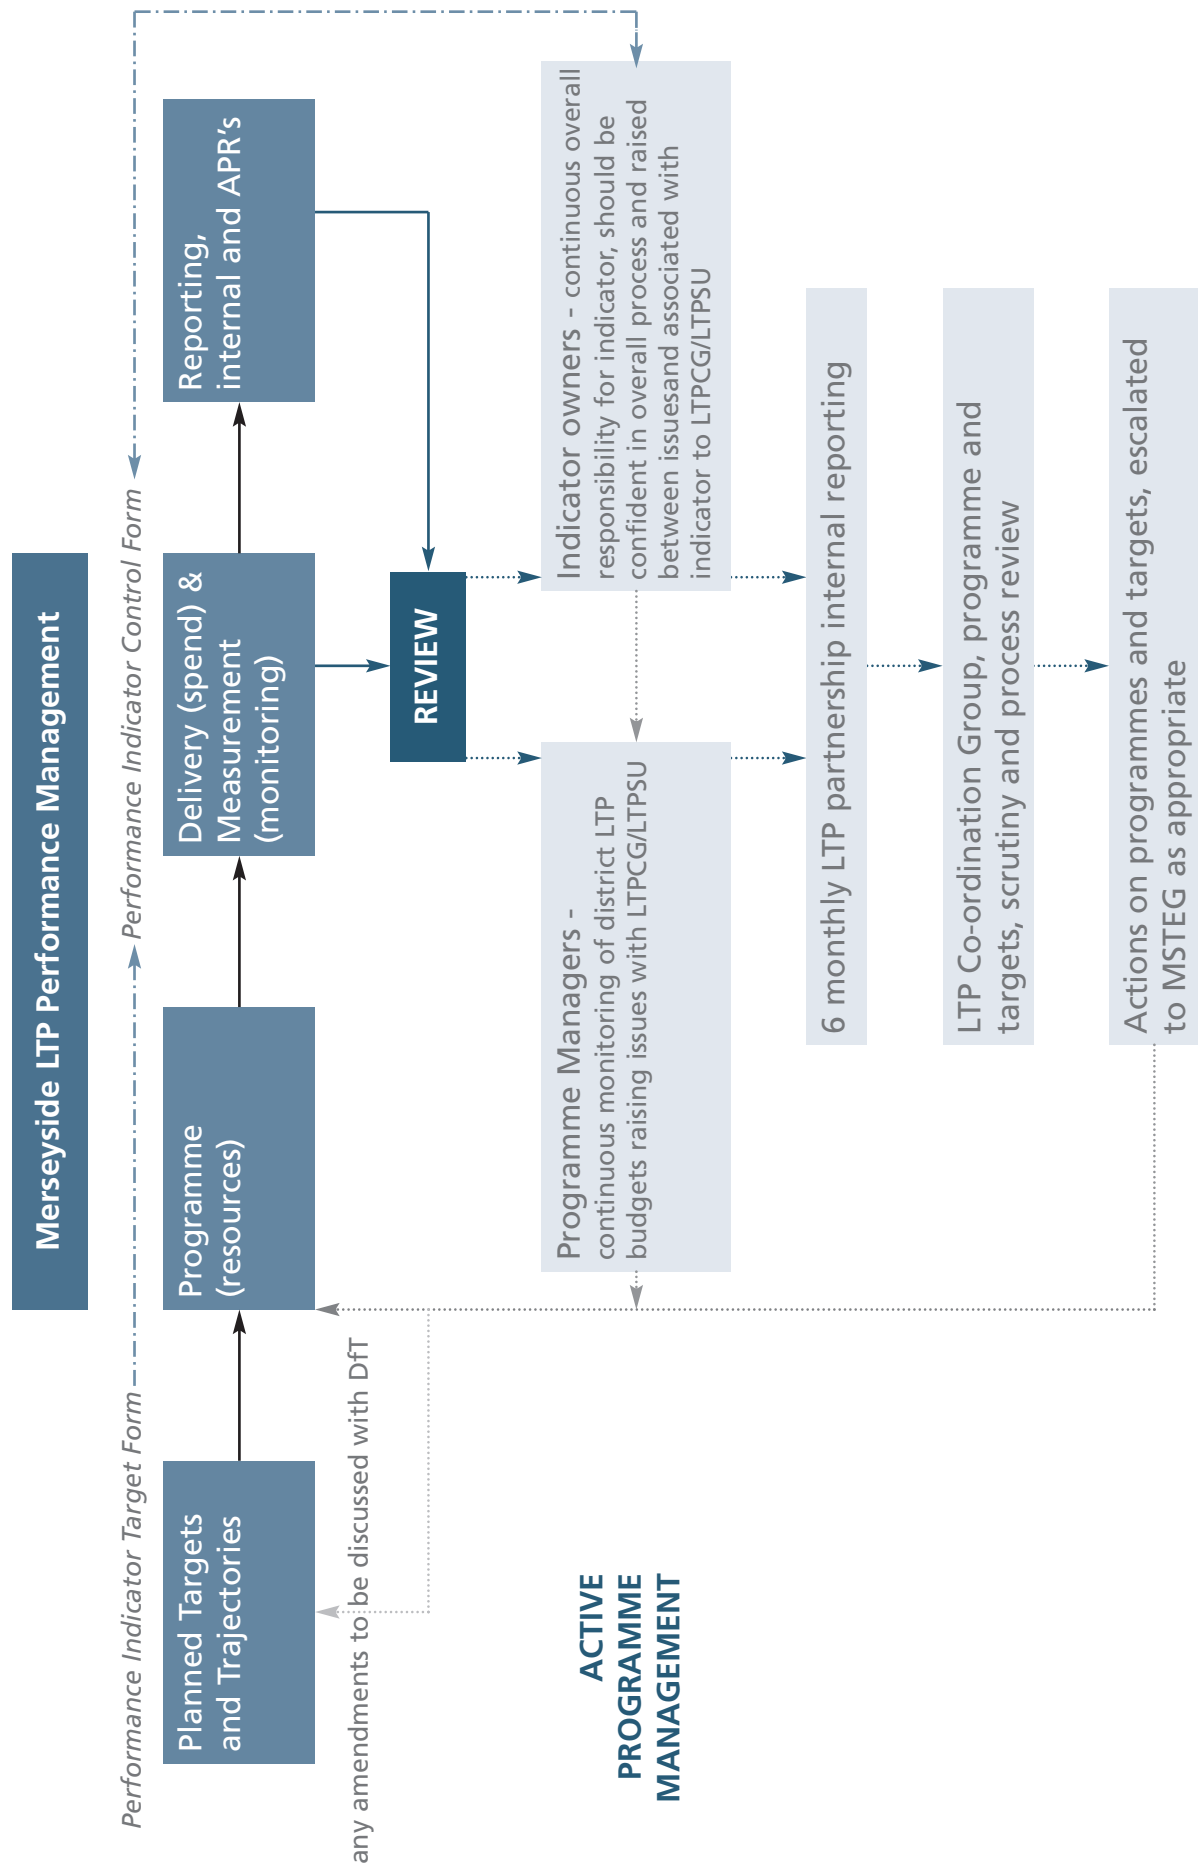 Merseyside LTP Performance Management
Performance Indicator Target Form
Performance Indicator Control Form
Planned Targets
and Trajectories
Programme
(resources)
Delivery (spend) &
Measurement
(monitoring)
Reporting,
internal and APR's
any amendments to be discussed with DfT
REVIEW
Programme Managers -
continuous monitoring of district LTP
budgets raising issues with LTPCG/LTPSU
Indicator owners - continuous overall
responsibility for indicator, should be
confident in overall process and raised
between issuesand associated with
indicator to LTPCG/LTPSU
ACTIVE
PROGRAMME
MANAGEMENT
6 monthly LTP partnership internal reporting
LTP Co-ordination Group, programme and
targets, scrutiny and process review
Actions on programmes and targets, escalated
to MSTEG as appropriate